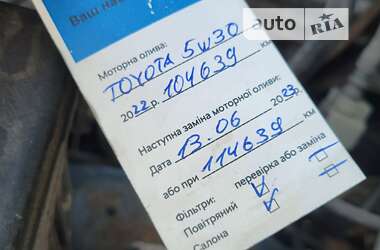 auto RIA
Ваш на
Моторна олива:
TOYOTA 5W30
2022 р. 104639 км
Наступна заміна моторної оливи:
Дата 13.06 2023 р.
або при 114639 км
Фільтри: перевірка або заміна
Повітряний
Салона